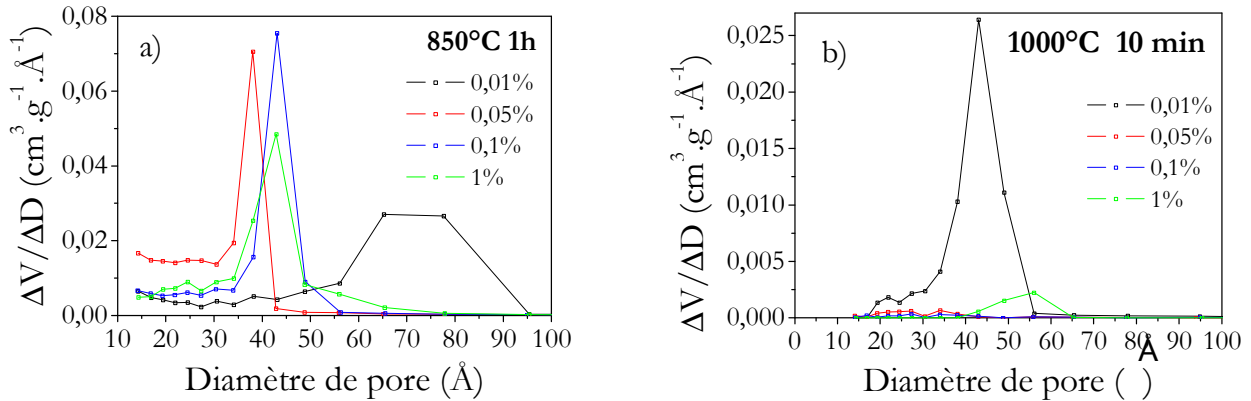 a)
850°C 1h
0,01%
0,05%
0,1%
1%
0,08
0,06
0,04
0,02
0,00
10 20 30 40 50 60 70 80 90 100
ΔV/ΔD (cm³.g⁻¹.Å⁻¹)
Diamètre de pore (Å)
b)
1000°C 10 min
0,01%
0,05%
0,1%
1%
0,025
0,020
0,015
0,010
0,005
0,000
0 10 20 30 40 50 60 70 80 90 100
ΔV/ΔD (cm³.g⁻¹.Å⁻¹)
Å
Diamètre de pore ( )